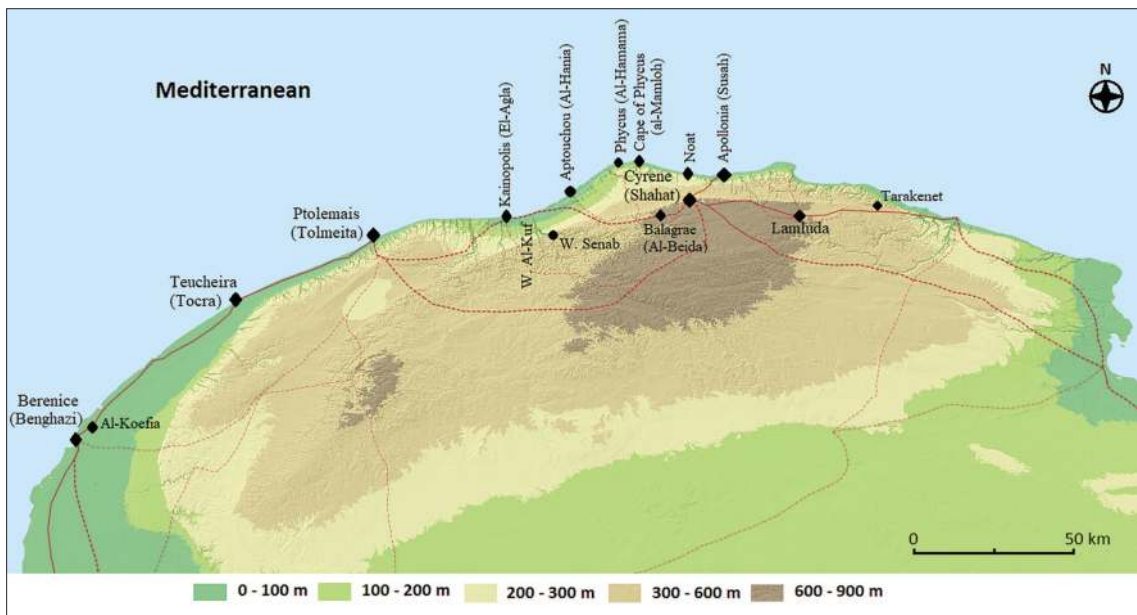 Mediterranean
N
Kainopolis (El-Agla)
Aptouchou (Al-Hania)
Phycus (Al-Hamama)
Cape of Phycus
(al-Mamloh)
Noat
Apollonia (Susah)
Cyrene
(Shahat)
Tarakenet
Ptolemais
(Tolmeita)
W. Al-Kuf
W. Senab
Balagrae
(Al-Beida)
Lamluda
Teucheira
(Tocra)
Berenice
(Benghazi)
Al-Koefia
0
50 km
0 - 100 m
100 - 200 m
200 - 300 m
300 - 600 m
600 - 900 m